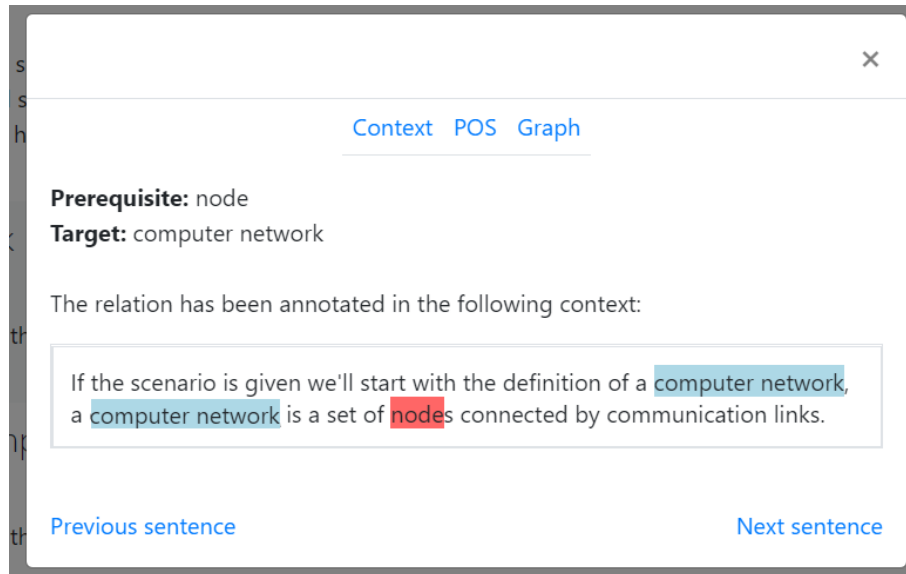 ×
Context POS Graph
Prerequisite: node
Target: computer network
The relation has been annotated in the following context:
If the scenario is given we'll start with the definition of a computer network,
a computer network is a set of nodes connected by communication links.
Previous sentence
Next sentence